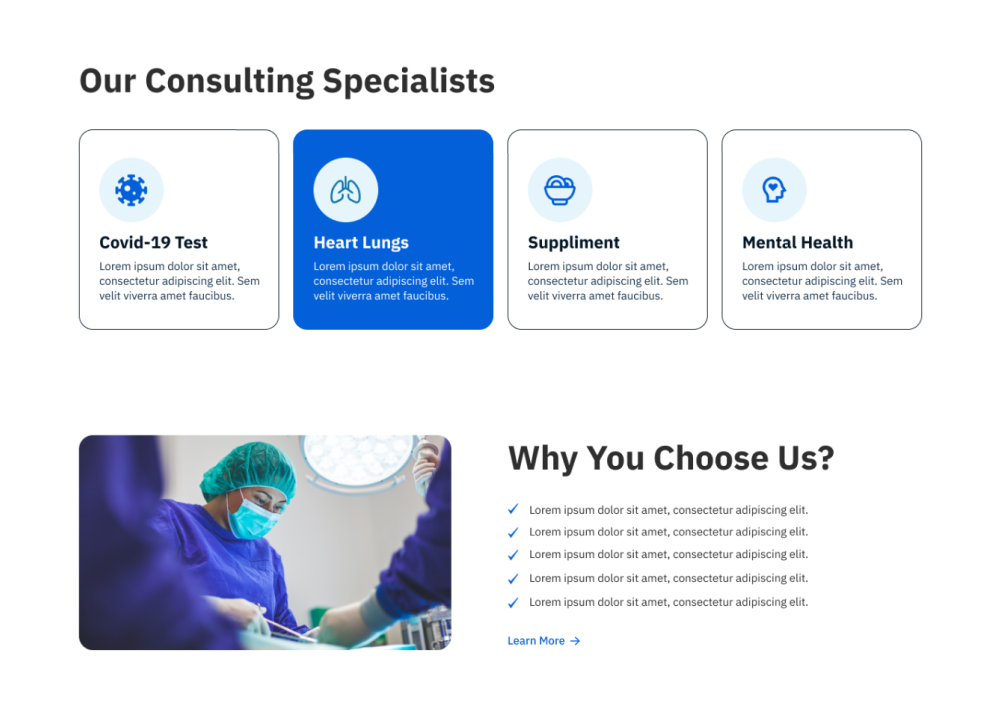 Our Consulting Specialists
Covid-19 Test
Lorem ipsum dolor sit amet,
consectetur adipiscing elit. Sem
velit viverra amet faucibus.
Heart Lungs
Lorem ipsum dolor sit amet,
consectetur adipiscing elit. Sem
velit viverra amet faucibus.
Suppliment
Lorem ipsum dolor sit amet,
consectetur adipiscing elit. Sem
velit viverra amet faucibus.
Mental Health
Lorem ipsum dolor sit amet,
consectetur adipiscing elit. Sem
velit viverra amet faucibus.
Why You Choose Us?
Lorem ipsum dolor sit amet, consectetur adipiscing elit.
Lorem ipsum dolor sit amet, consectetur adipiscing elit.
Lorem ipsum dolor sit amet, consectetur adipiscing elit.
Lorem ipsum dolor sit amet, consectetur adipiscing elit.
Lorem ipsum dolor sit amet, consectetur adipiscing elit.
Learn More →